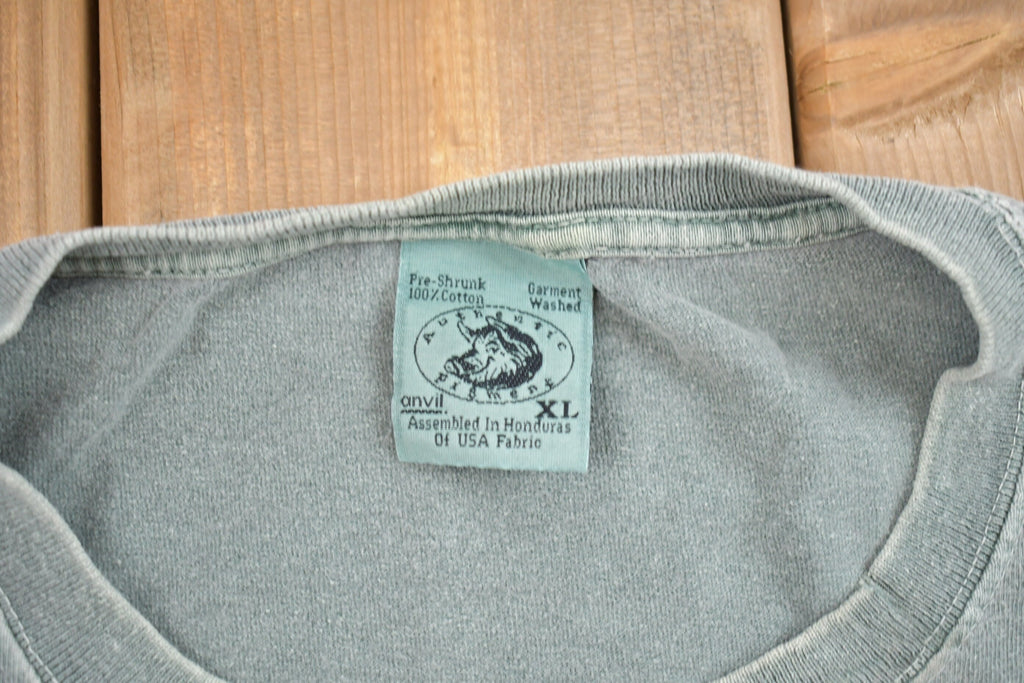 Pre-Shrunk
100% Cotton
Garment
Washed
Authentic
pigment
anvil
XL
Assembled In Honduras
Of USA Fabric